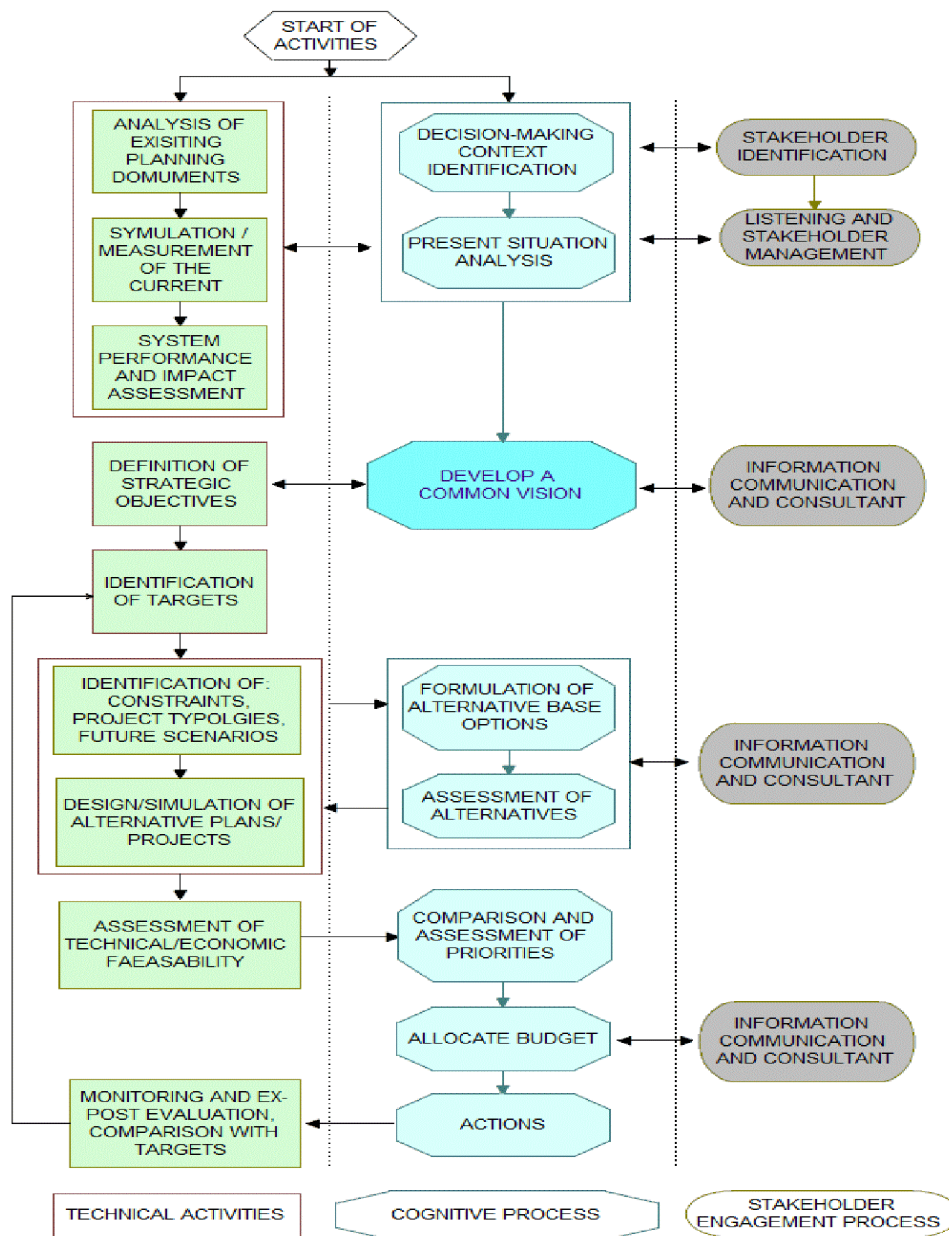 START OF
ACTIVITIES
ANALYSIS OF
EXISITING
PLANNING
DOMUMENTS
DECISION-MAKING
CONTEXT
IDENTIFICATION
STAKEHOLDER
IDENTIFICATION
SYMULATION /
MEASUREMENT
OF THE
CURRENT
PRESENT SITUATION
ANALYSIS
LISTENING AND
STAKEHOLDER
MANAGEMENT
SYSTEM
PERFORMANCE
AND IMPACT
ASSESSMENT
DEFINITION OF
STRATEGIC
OBJECTIVES
DEVELOP A
COMMON VISION
INFORMATION
COMMUNICATION
AND CONSULTANT
IDENTIFICATION
OF TARGETS
IDENTIFICATION OF:
CONSTRAINTS,
PROJECT TYPOLGIES,
FUTURE SCENARIOS
FORMULATION OF
ALTERNATIVE BASE
OPTIONS
INFORMATION
COMMUNICATION
AND CONSULTANT
DESIGN/SIMULATION OF
ALTERNATIVE PLANS/
PROJECTS
ASSESSMENT OF
ALTERNATIVES
ASSESSMENT OF
TECHNICAL/ECONOMIC
FAEASABILITY
COMPARISON AND
ASSESSMENT OF
PRIORITIES
ALLOCATE BUDGET
INFORMATION
COMMUNICATION
AND CONSULTANT
MONITORING AND EX-
POST EVALUATION,
COMPARISON WITH
TARGETS
ACTIONS
TECHNICAL ACTIVITIES
COGNITIVE PROCESS
STAKEHOLDER
ENGAGEMENT PROCESS